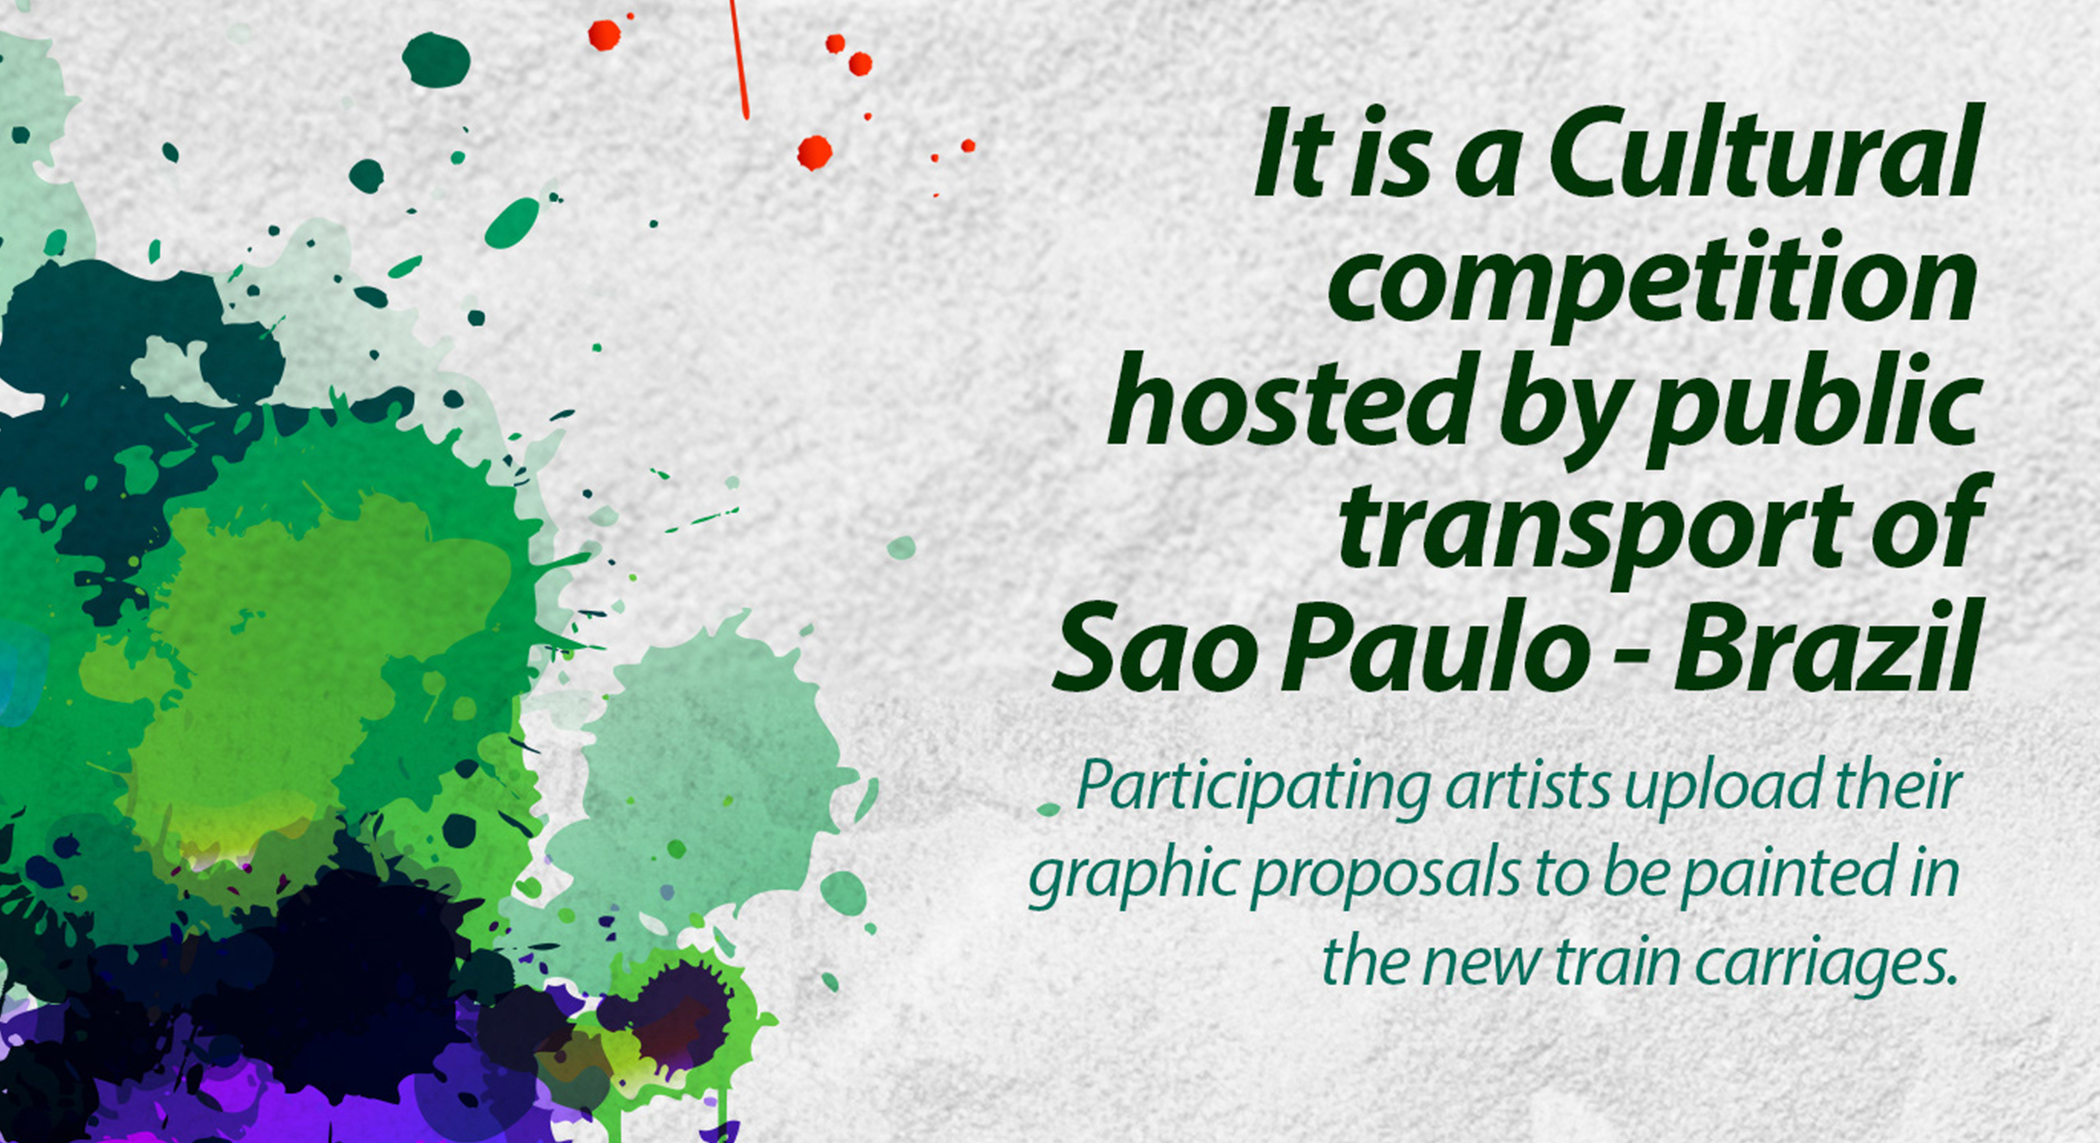 It is a Cultural
competition
hosted by public
transport of
Sao Paulo - Brazil
Participating artists upload their
graphic proposals to be painted in
the new train carriages.